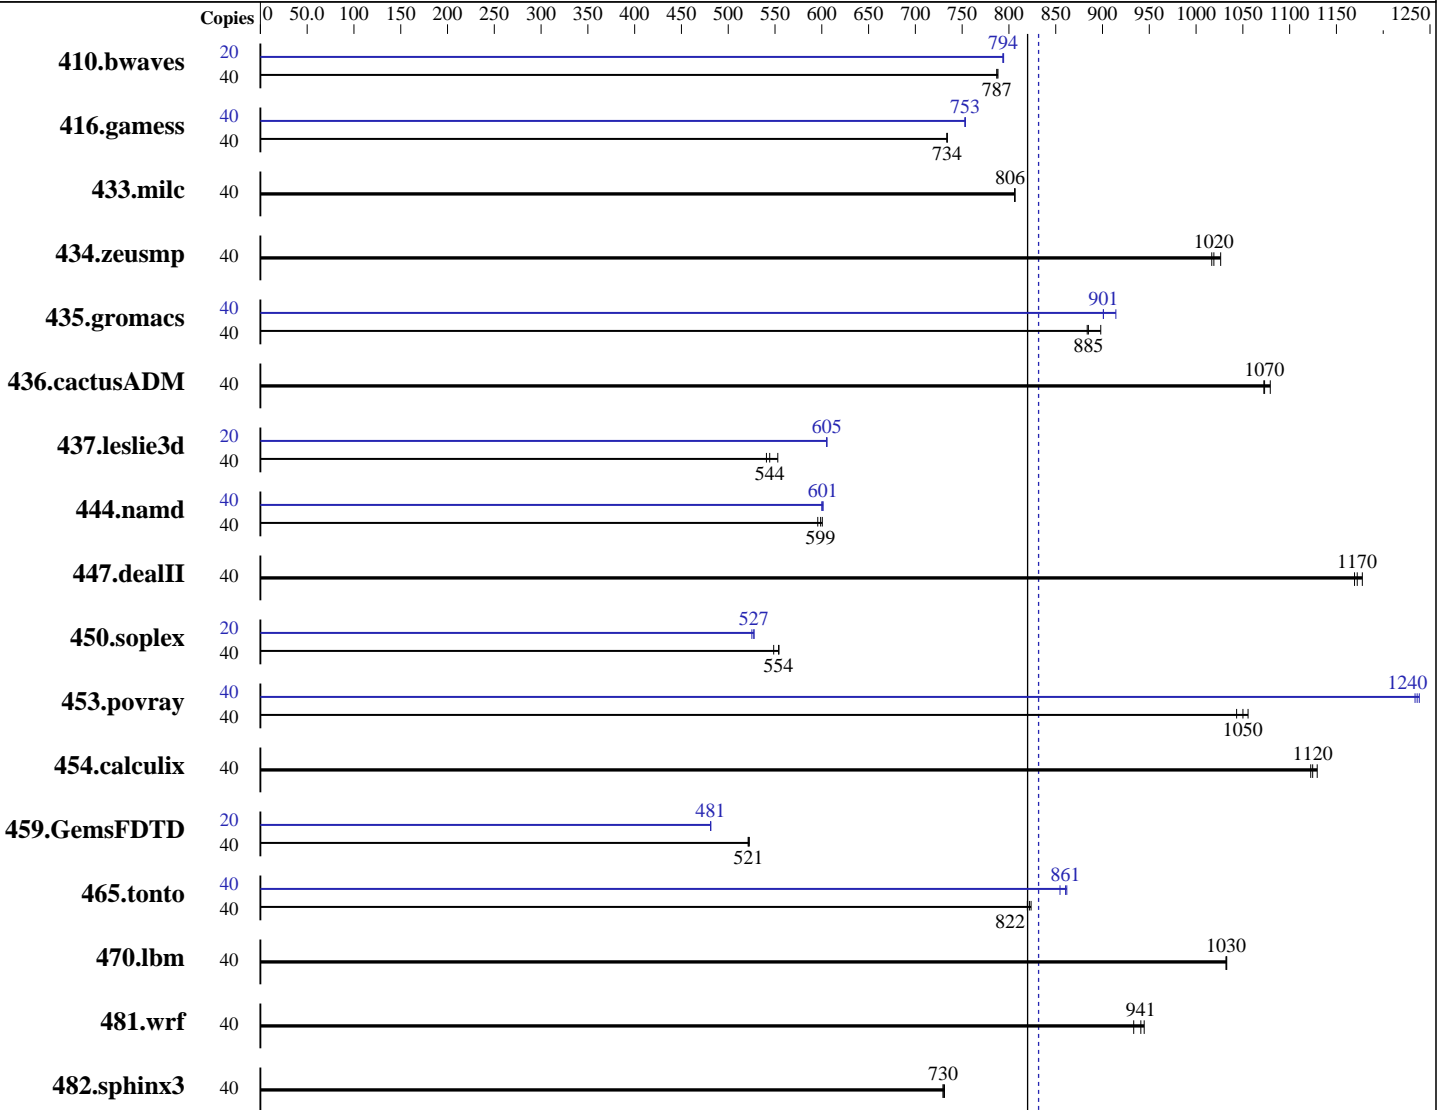 Copies 0 50.0 100 150 200 250 300 350 400 450 500 550 600 650 700 750 800 850 900 950 1000 1050 1100 1150 1250
410.bwaves 20 794
40 787
416.gamess 40 753
40 734
433.milc 40 806
434.zeusmp 40 1020
435.gromacs 40 901
40 885
436.cactusADM 40 1070
437.leslie3d 20 605
40 544
444.namd 40 601
40 599
447.dealII 40 1170
450.soplex 20 527
40 554
453.povray 40 1240
40 1050
454.calculix 40 1120
459.GemsFDTD 20 481
40 521
465.tonto 40 861
40 822
470.lbm 40 1030
481.wrf 40 941
482.sphinx3 40 730